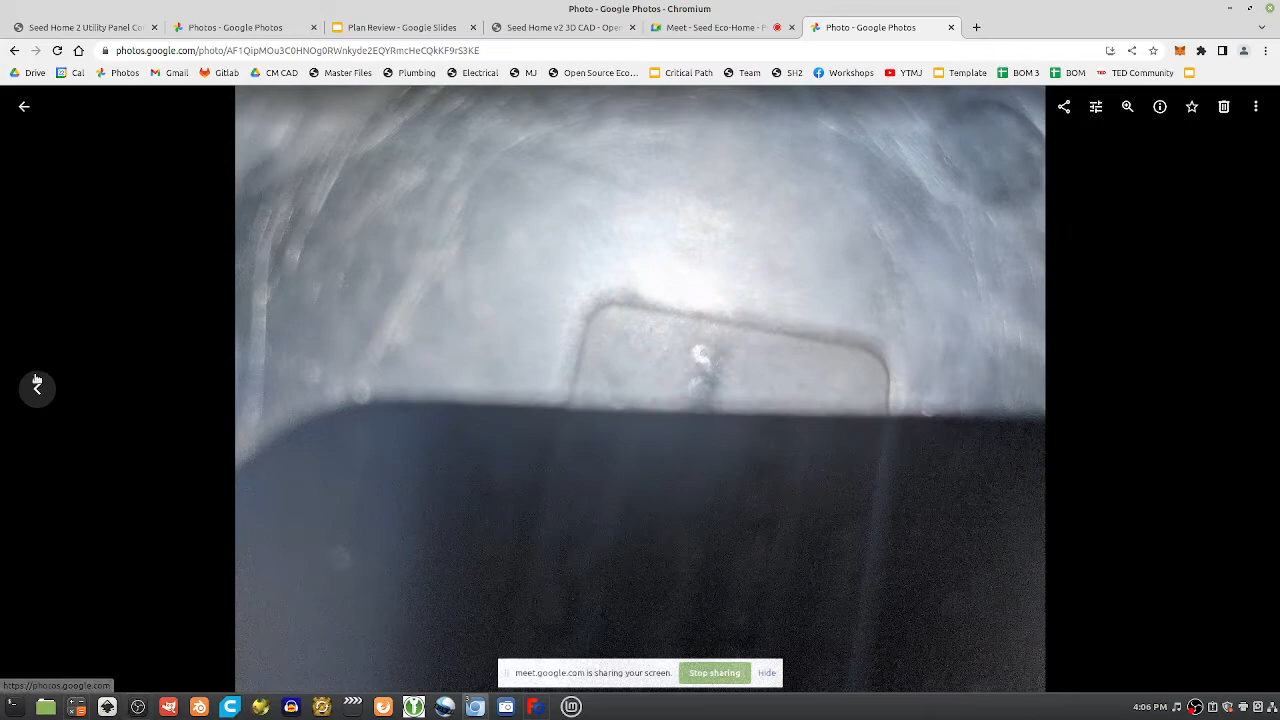 Photo - Google Photos - Chromium
Seed Home 2 Utility Panel Co
Photos - Google Photos
Plan Review - Google Slides
Seed Home v2 3D CAD - Open
Meet - Seed Eco-Home - P
Photo - Google Photos
photos.google.com/photo/AF1QipMOu3C0HNOg0RWnkyde2EQYRmcHeCQkKF9rS3KE
Drive
Cal
Photos
Gmail
Gitlab
CM CAD
Master Files
Plumbing
Electrical
MJ
Open Source Eco...
Critical Path
Team
Sh2
Workshops
YTMJ
Template
BOM 3
BOM
TED Community
meet.google.com is sharing your screen.
Stop sharing
Hide
https://photos.google.com
4:06 PM